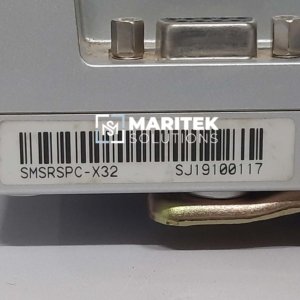 MARITEK
SOLUTIONS
SMSRSPC-X32 SJ19100117